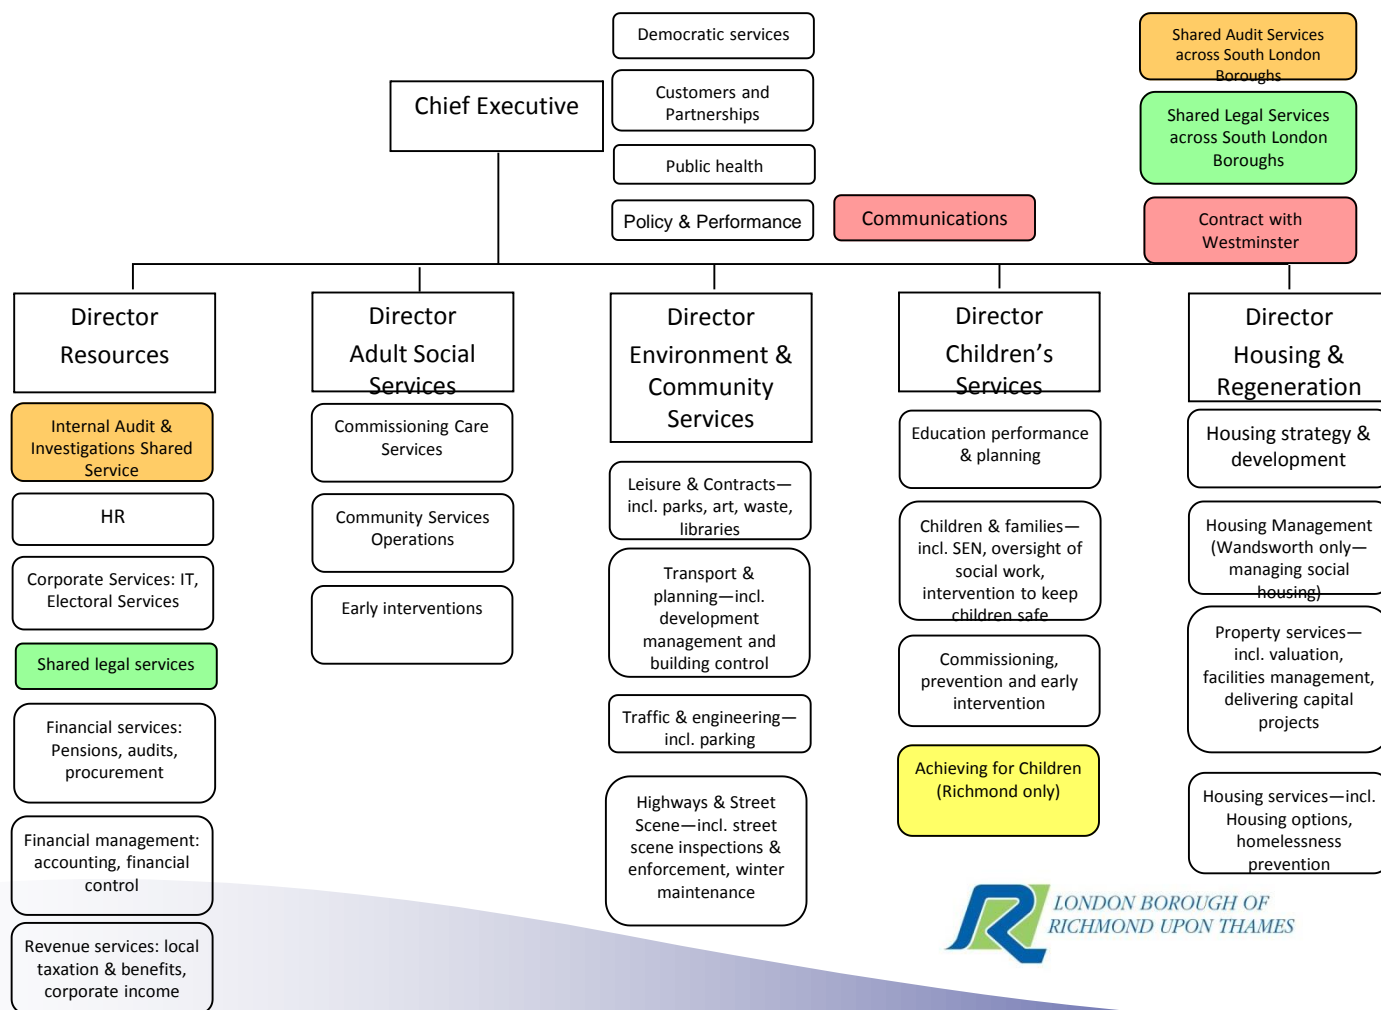 Democratic services
Customers and
Partnerships
Public health
Policy & Performance
Chief Executive
Communications
Shared Audit Services
across South London
Boroughs
Shared Legal Services
across South London
Boroughs
Contract with
Westminster
Director
Resources
Internal Audit &
Investigations Shared
Service
HR
Corporate Services: IT,
Electoral Services
Shared legal services
Financial services:
Pensions, audits,
procurement
Financial management:
accounting, financial
control
Revenue services: local
taxation & benefits,
corporate income
Director
Adult Social
Services
Commissioning Care
Services
Community Services
Operations
Early interventions
Director
Environment &
Community
Services
Leisure & Contracts—
incl. parks, art, waste,
libraries
Transport &
planning—incl.
development
management and
building control
Traffic & engineering—
incl. parking
Highways & Street
Scene—incl. street
scene inspections &
enforcement, winter
maintenance
Director
Children’s
Services
Education performance
& planning
Children & families—
incl. SEN, oversight of
social work,
intervention to keep
children safe
Commissioning,
prevention and early
intervention
Achieving for Children
(Richmond only)
Director
Housing &
Regeneration
Housing strategy &
development
Housing Management
(Wandsworth only—
managing social
housing)
Property services—
incl. valuation,
facilities management,
delivering capital
projects
Housing services—incl.
Housing options,
homelessness
prevention
LONDON BOROUGH OF
RICHMOND UPON THAMES